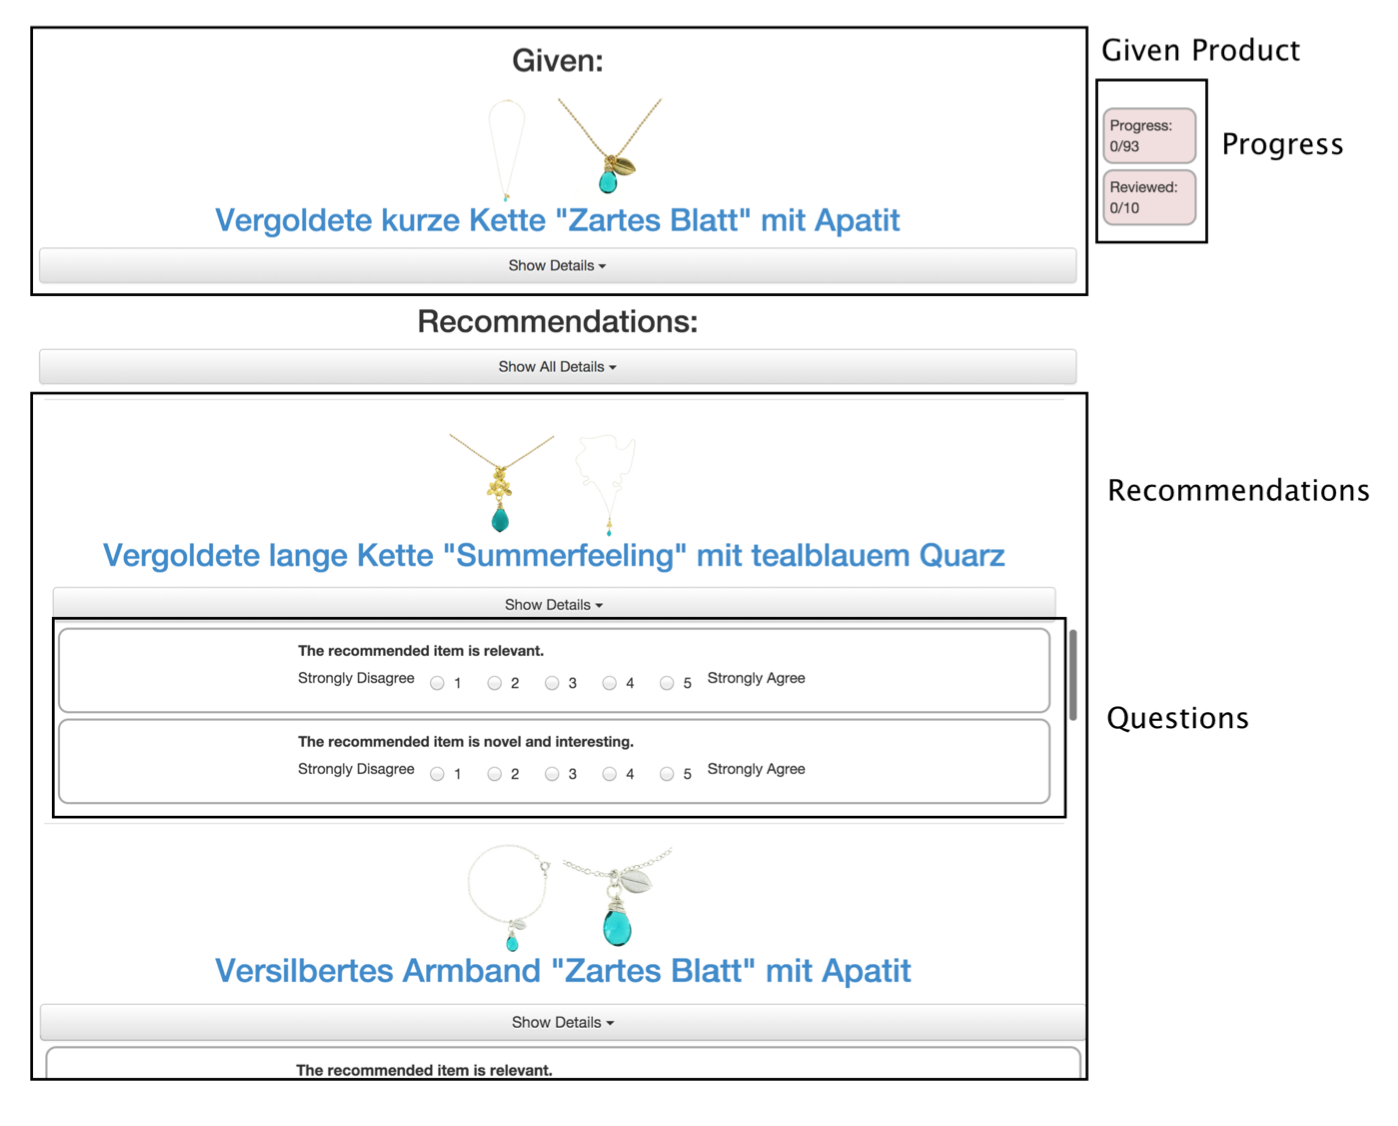 Given:
Given Product
Progress:
0/93
Progress
Reviewed:
0/10
Vergoldete kurze Kette "Zartes Blatt" mit Apatit
Show Details
Recommendations:
Show All Details
Recommendations
Vergoldete lange Kette "Summerfeeling" mit tealblauem Quarz
Show Details
The recommended item is relevant.
Strongly Disagree 1 2 3 4 5 Strongly Agree
Questions
The recommended item is novel and interesting.
Strongly Disagree 1 2 3 4 5 Strongly Agree
Versilbertes Armband "Zartes Blatt" mit Apatit
Show Details
The recommended item is relevant.